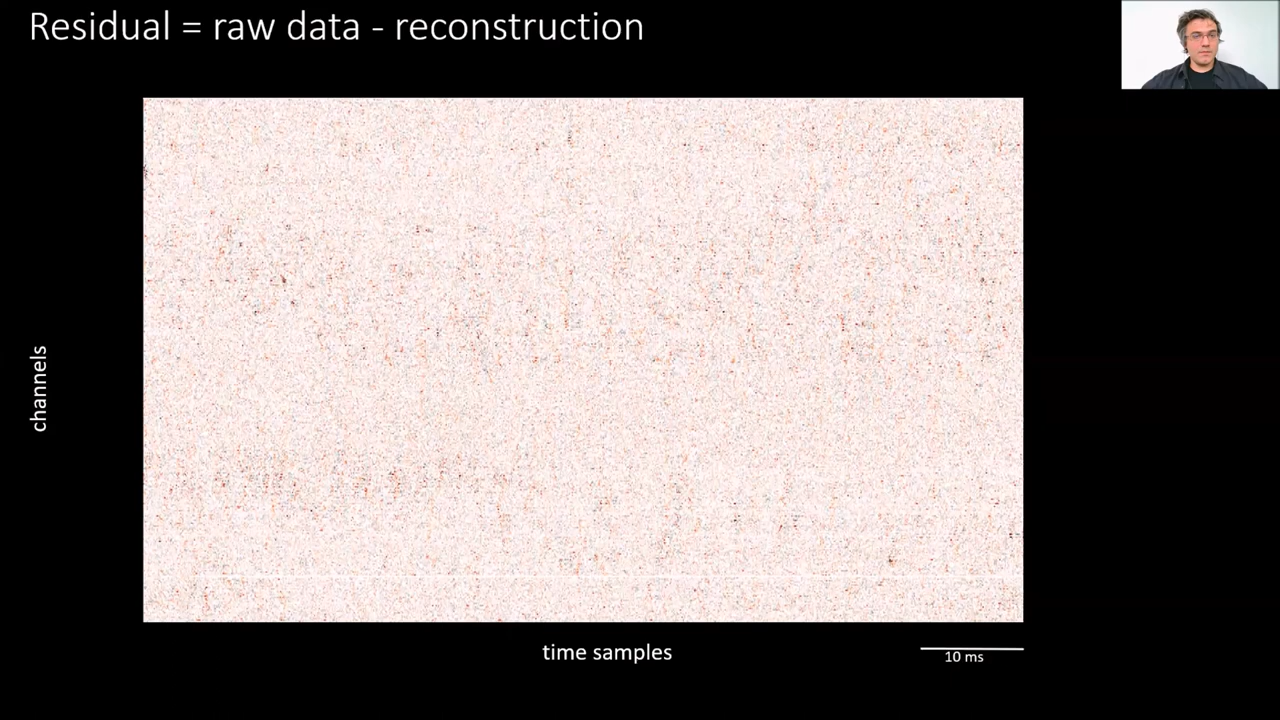 Residual = raw data - reconstruction
channels
time samples
10 ms